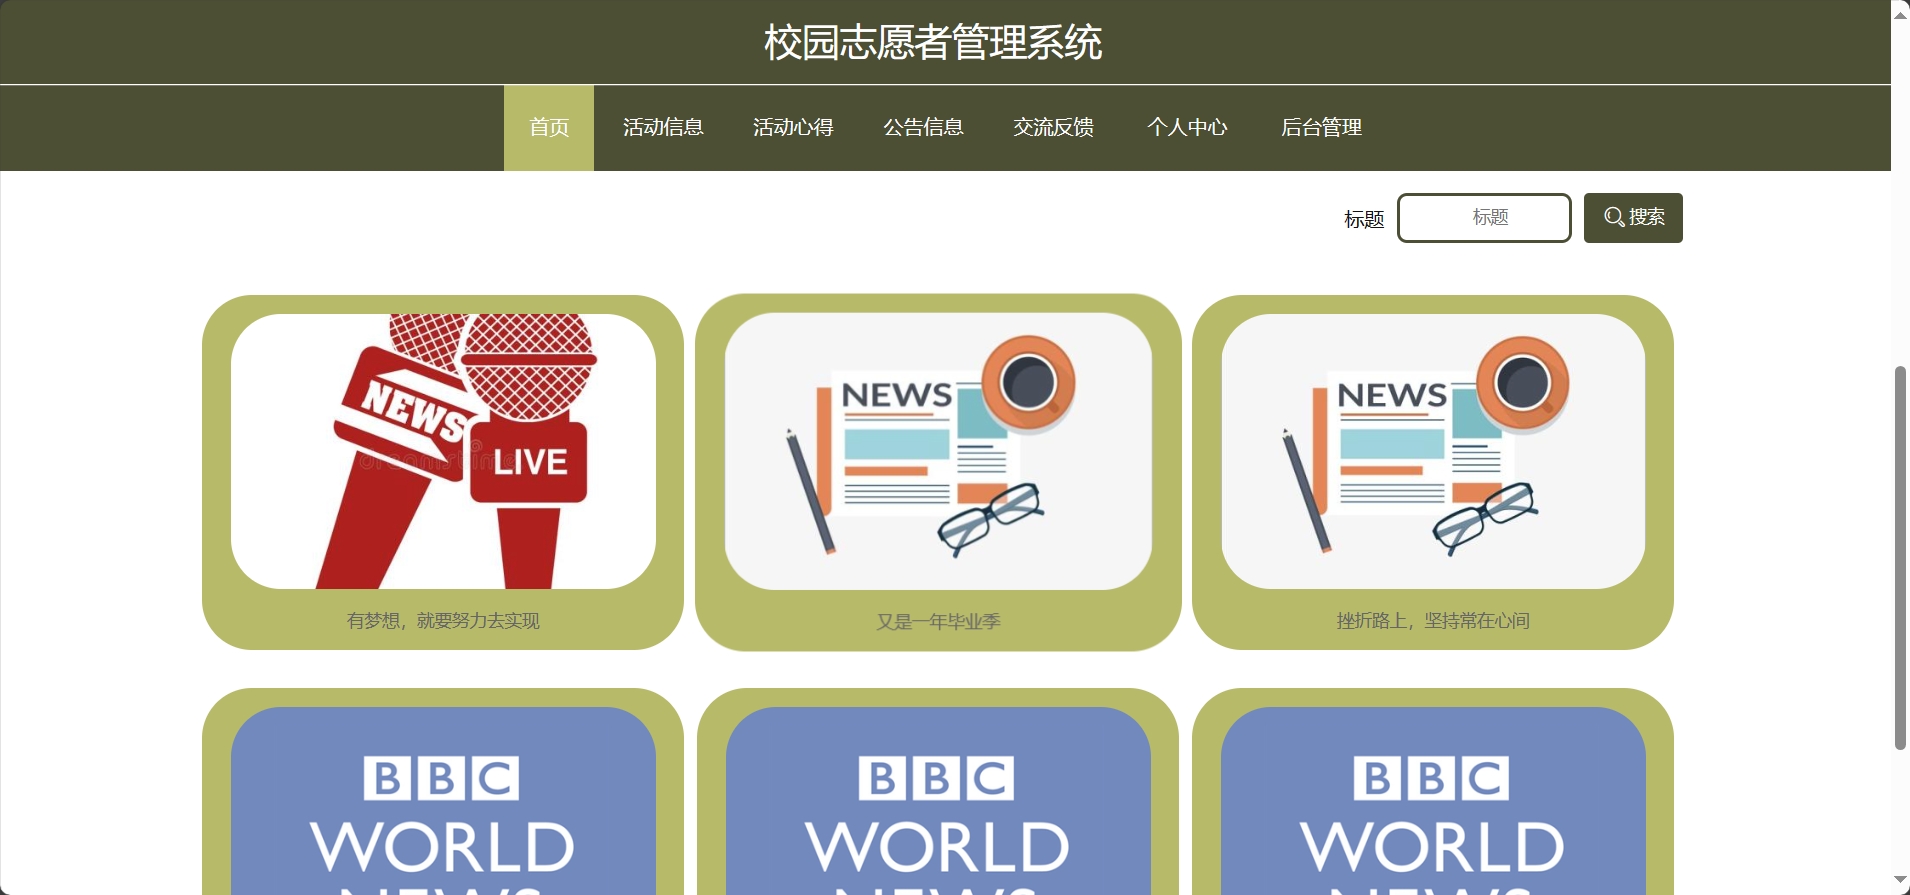 校园志愿者管理系统
首页 活动信息 活动心得 公告信息 交流反馈 个人中心 后台管理
标题 标题 搜索
NEWS
LIVE
dreamstime
NEWS
NEWS
有梦想，就要努力去实现
又是一年毕业季
挫折路上，坚持常在心间
BBC
WORLD
NEWS
BBC
WORLD
NEWS
BBC
WORLD
NEWS